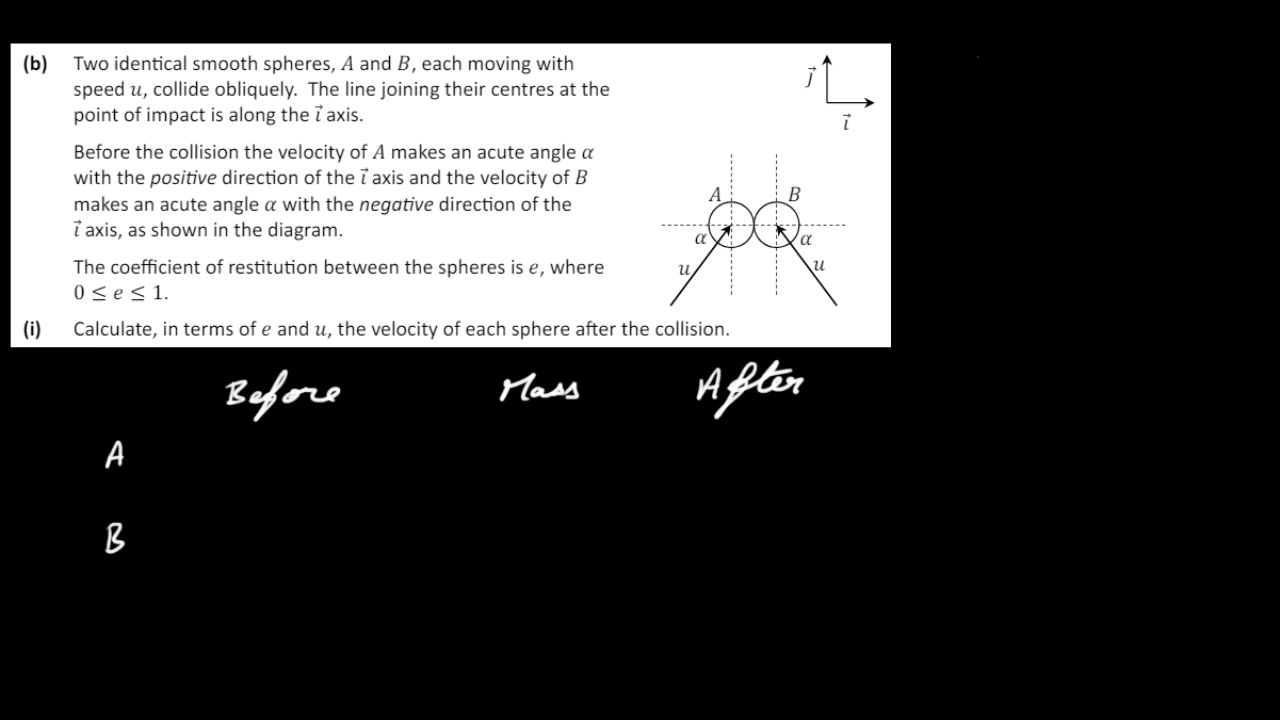 (b) Two identical smooth spheres, A and B, each moving with
speed u, collide obliquely. The line joining their centres at the
point of impact is along the i⃗ axis.
Before the collision the velocity of A makes an acute angle α
with the positive direction of the i⃗ axis and the velocity of B
makes an acute angle α with the negative direction of the
i⃗ axis, as shown in the diagram.
The coefficient of restitution between the spheres is e, where
0 ≤ e ≤ 1.
(i) Calculate, in terms of e and u, the velocity of each sphere after the collision.
j⃗
i⃗
A B
α α
u u
Before Mass After
A
B